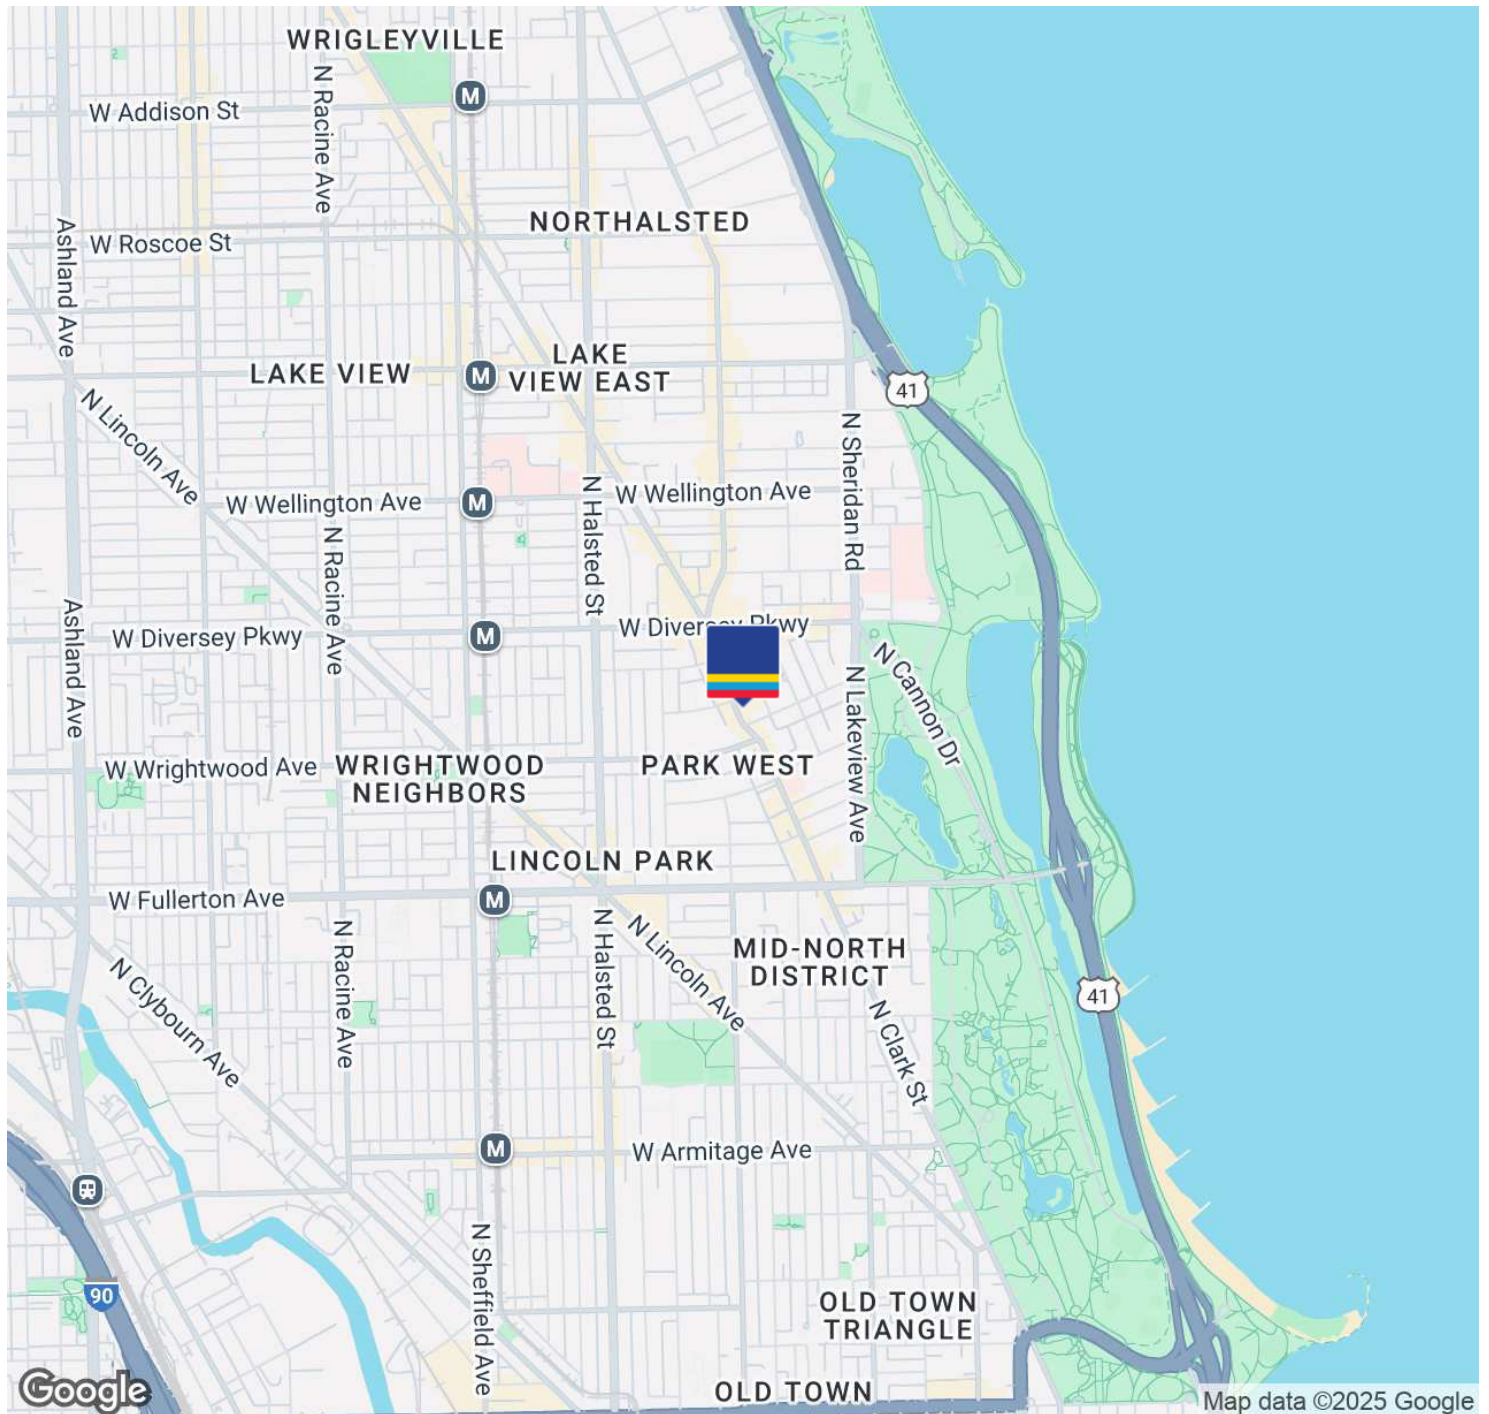 WRIGLEYVILLE
M
W Addison St
N Racine Ave
NORTHALSTED
W Roscoe St
Ashland Ave
LAKE VIEW
M
LAKE
VIEW EAST
41
N Lincoln Ave
N Sheridan Rd
W Wellington Ave
M
N Halsted St
W Wellington Ave
N Racine Ave
Ashland Ave
W Diversey Pkwy
M
W Diversey Pkwy
N Cannon Dr
N Lakeview Ave
W Wrightwood Ave
WRIGHTWOOD
NEIGHBORS
PARK WEST
LINCOLN PARK
W Fullerton Ave
M
N Racine Ave
N Halsted St
N Lincoln Ave
MID-NORTH
DISTRICT
41
N Clybourn Ave
N Clark St
M
W Armitage Ave
N Sheffield Ave
90
OLD TOWN
TRIANGLE
OLD TOWN
Google
Map data ©2025 Google